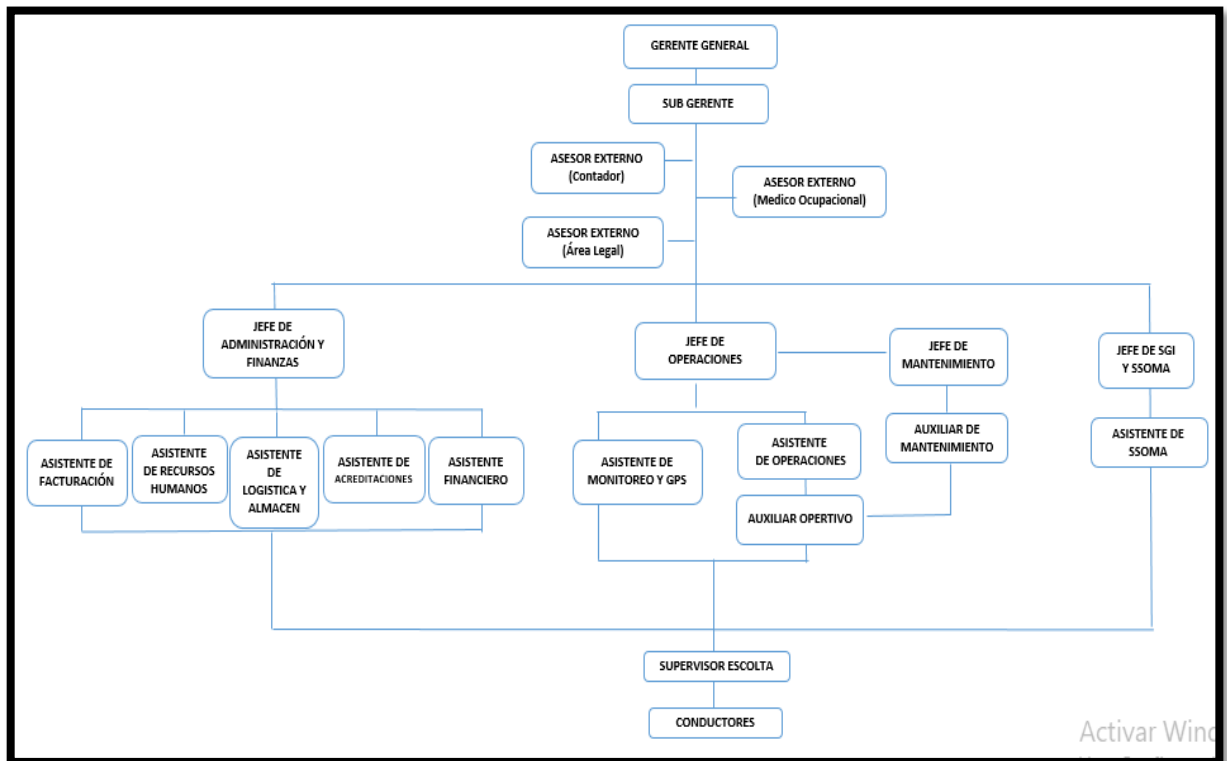 GERENTE GENERAL
SUB GERENTE
ASESOR EXTERNO
(Contador)
ASESOR EXTERNO
(Medico Ocupacional)
ASESOR EXTERNO
(Área Legal)
JEFE DE
ADMINISTRACIÓN Y
FINANZAS
JEFE DE
OPERACIONES
JEFE DE
MANTENIMIENTO
JEFE DE SGI
Y SSOMA
ASISTENTE DE
FACTURACIÓN
ASISTENTE
DE RECURSOS
HUMANOS
ASISTENTE
DE
LOGISTICA Y
ALMACEN
ASISTENTE DE
ACREDITACIONES
ASISTENTE
FINANCIERO
ASISTENTE DE
MONITOREO Y GPS
ASISTENTE
DE OPERACIONES
AUXILIAR DE
MANTENIMIENTO
ASISTENTE DE
SSOMA
AUXILIAR OPERTIVO
SUPERVISOR ESCOLTA
CONDUCTORES
Activar Wind